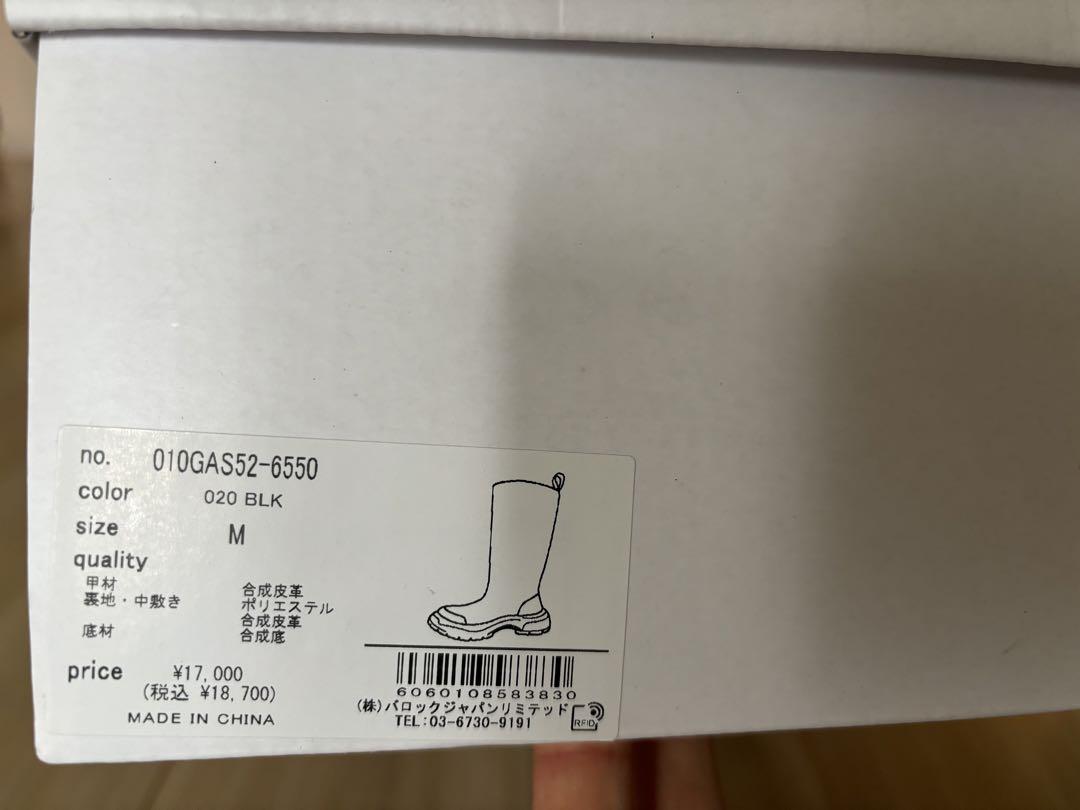 no. 010GAS52-6550
color 020 BLK
size M
quality
甲材 合成皮革
裏地・中敷き ポリエステル
合成皮革
底材 合成底
price ¥17,000
(税込 ¥18,700)
MADE IN CHINA
6060108583830
(株)バロックジャパンリミテッド
TEL:03-6730-9191
RFID